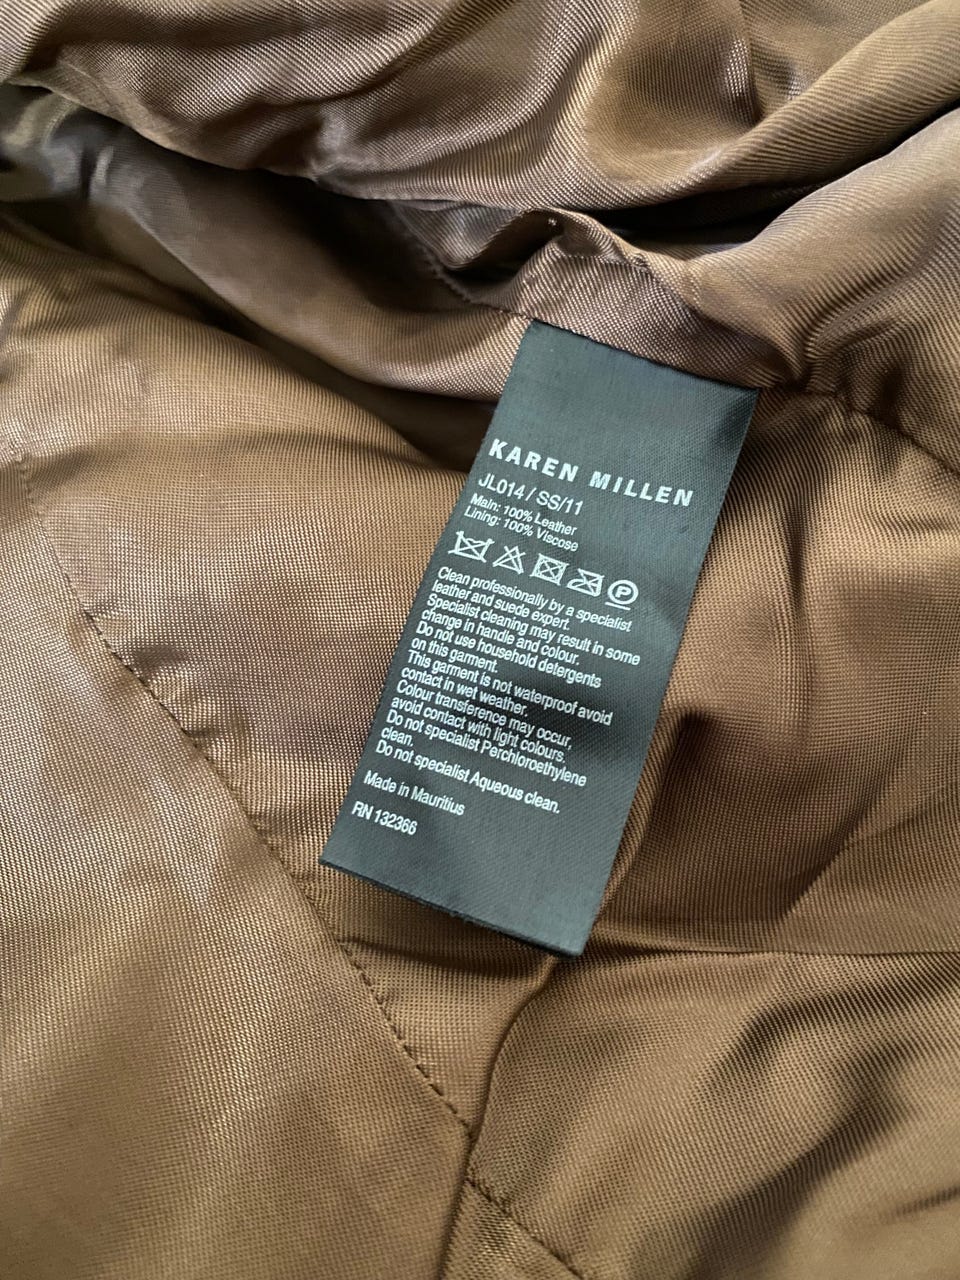 KAREN MILLEN
JL014 / SS/11
Main: 100% Leather
Lining: 100% Viscose
P
Clean professionally by a specialist
leather and suede expert.
Specialist cleaning may result in some
change in handle and colour.
Do not use household detergents
on this garment.
This garment is not waterproof avoid
contact in wet weather.
Colour transference may occur,
avoid contact with light colours.
Do not specialist Perchloroethylene
clean.
Do not specialist Aqueous clean.
Made in Mauritius
RN 132366